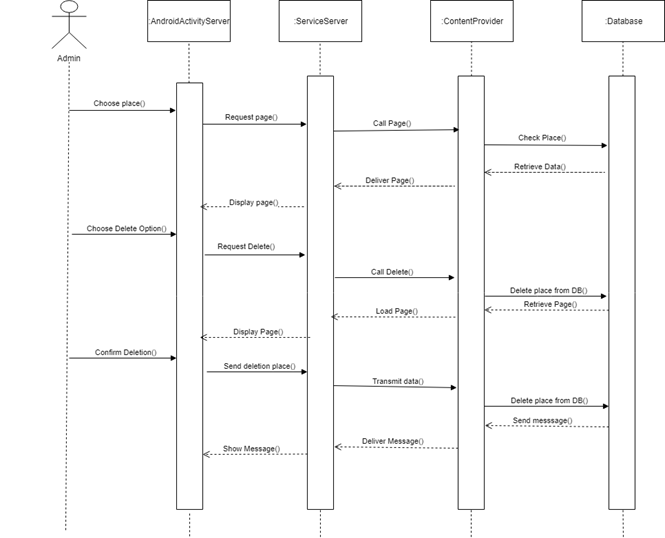 :AndroidActivityServer
:ServiceServer
:ContentProvider
:Database
Admin
Choose place()
Request page()
Call Page()
Check Place()
Retrieve Data()
Deliver Page()
Display page()
Choose Delete Option()
Request Delete()
Call Delete()
Delete place from DB()
Retrieve Page()
Load Page()
Display Page()
Confirm Deletion()
Send deletion place()
Transmit data()
Delete place from DB()
Send messsage()
Deliver Message()
Show Message()